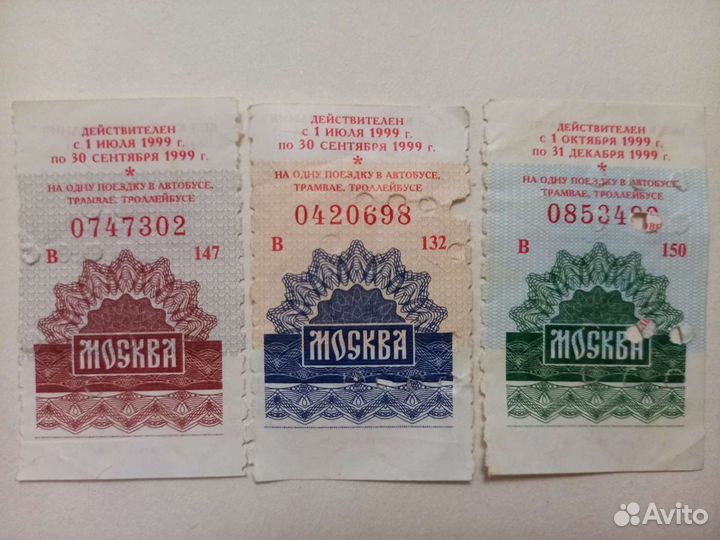 ДЕЙСТВИТЕЛЕН
с 1 ИЮЛЯ 1999 г.
по 30 СЕНТЯБРЯ 1999 г.
*
НА ОДНУ ПОЕЗДКУ В АВТОБУСЕ,
ТРАМВАЕ, ТРОЛЛЕЙБУСЕ
0747302
В 147
МОСКВА
ДЕЙСТВИТЕЛЕН
с 1 ИЮЛЯ 1999 г.
по 30 СЕНТЯБРЯ 1999 г.
*
НА ОДНУ ПОЕЗДКУ В АВТОБУСЕ,
ТРАМВАЕ, ТРОЛЛЕЙБУСЕ
0420698
В 132
МОСКВА
ДЕЙСТВИТЕЛЕН
с 1 ОКТЯБРЯ 1999 г.
по 31 ДЕКАБРЯ 1999 г.
*
НА ОДНУ ПОЕЗДКУ В АВТОБУСЕ,
ТРАМВАЕ, ТРОЛЛЕЙБУСЕ
В 150
МОСКВА
Avito